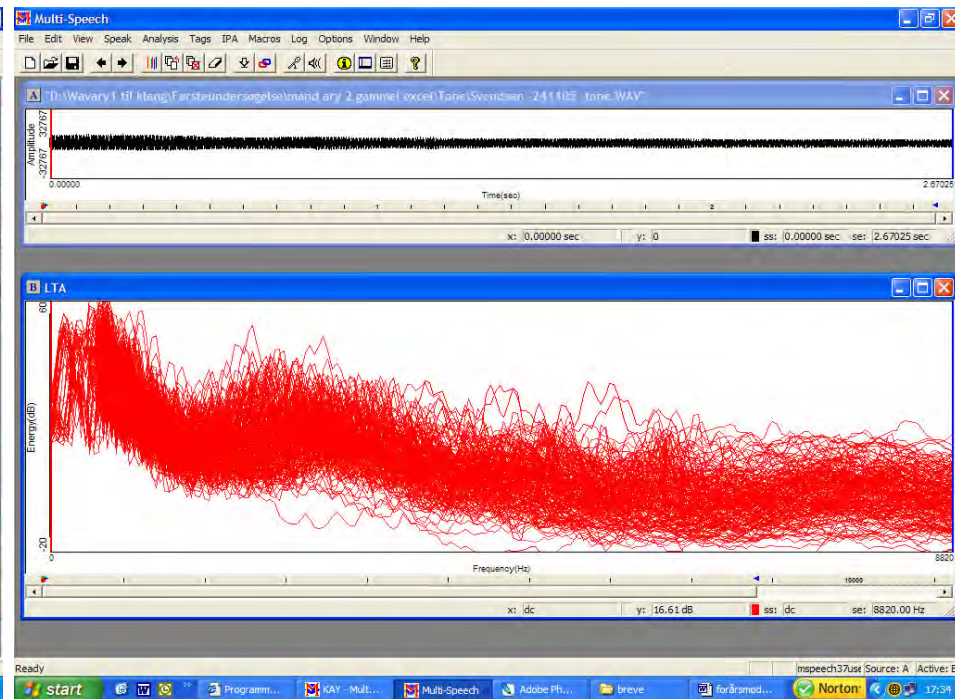 Multi-Speech
File Edit View Speak Analysis Tags IPA Macros Log Options Window Help
A "D:\Wavary1 til klang\Førsteundersøgelse\mand ary 2 gammel excel\Tone\Svendsen -241405 -tone.WAV"
Amplitude
-32767 32767
0.00000 2.67025
Time(sec)
1 2
x: 0.00000 sec y: 0 ss: 0.00000 sec se: 2.67025 sec
B LTA
60
Energy(dB)
-20
0 8820
Frequency(Hz)
10000
x: dc y: 16.61 dB ss: dc se: 8820.00 Hz
Ready mspeech37use Source: A Active: B
start Programm... KAY - Mult... Multi-Speech Adobe Ph... breve forårsmød... Norton 17:34